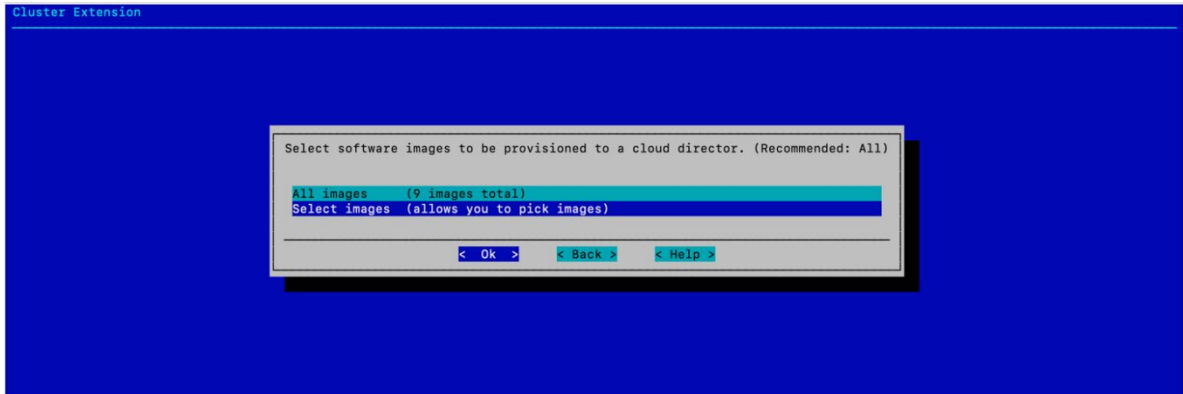 Cluster Extension
Select software images to be provisioned to a cloud director. (Recommended: All)
All images (9 images total)
Select images (allows you to pick images)
< Ok > < Back > < Help >